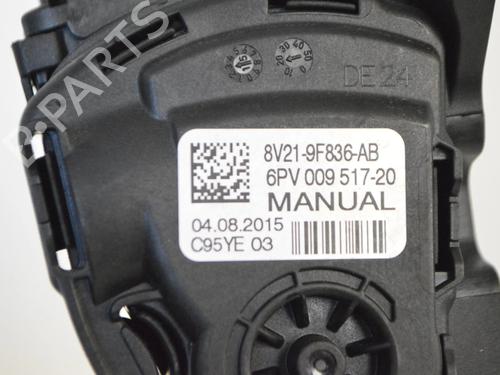 DE 24
8V21-9F836-AB
6PV 009 517-20
MANUAL
04.08.2015
C95YE 03
B-PARTS